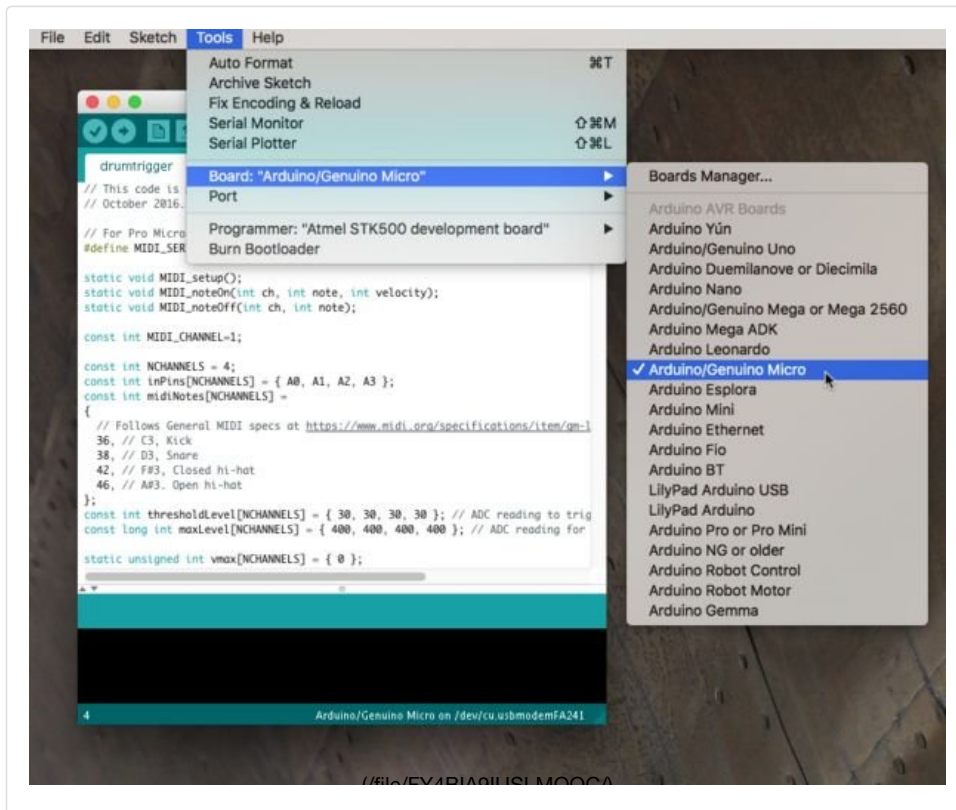 File Edit Sketch Tools Help
Auto Format ⌘T
Archive Sketch
Fix Encoding & Reload
Serial Monitor ⇧⌘M
Serial Plotter ⇧⌘L
Board: "Arduino/Genuino Micro"
Port
Programmer: "Atmel STK500 development board"
Burn Bootloader
Boards Manager...
Arduino AVR Boards
Arduino Yún
Arduino/Genuino Uno
Arduino Duemilanove or Diecimila
Arduino Nano
Arduino/Genuino Mega or Mega 2560
Arduino Mega ADK
Arduino Leonardo
✓ Arduino/Genuino Micro
Arduino Esplora
Arduino Mini
Arduino Ethernet
Arduino Fio
Arduino BT
LilyPad Arduino USB
LilyPad Arduino
Arduino Pro or Pro Mini
Arduino NG or older
Arduino Robot Control
Arduino Robot Motor
Arduino Gemma
drumtrigger
// This code is
// October 2016.
// For Pro Micro
#define MIDI_SER
static void MIDI_setup();
static void MIDI_noteOn(int ch, int note, int velocity);
static void MIDI_noteOff(int ch, int note);
const int MIDI_CHANNEL=1;
const int NCHANNELS = 4;
const int inPins[NCHANNELS] = { A0, A1, A2, A3 };
const int midiNotes[NCHANNELS] =
{
// Follows General MIDI specs at https://www.midi.org/specifications/item/gm-l
36, // C3, Kick
38, // D3, Snare
42, // F#3, Closed hi-hat
46, // A#3. Open hi-hat
};
const int thresholdLevel[NCHANNELS] = { 30, 30, 30, 30 }; // ADC reading to trig
const long int maxLevel[NCHANNELS] = { 400, 400, 400, 400 }; // ADC reading for
static unsigned int vmax[NCHANNELS] = { 0 };
4 Arduino/Genuino Micro on /dev/cu.usbmodemFA241